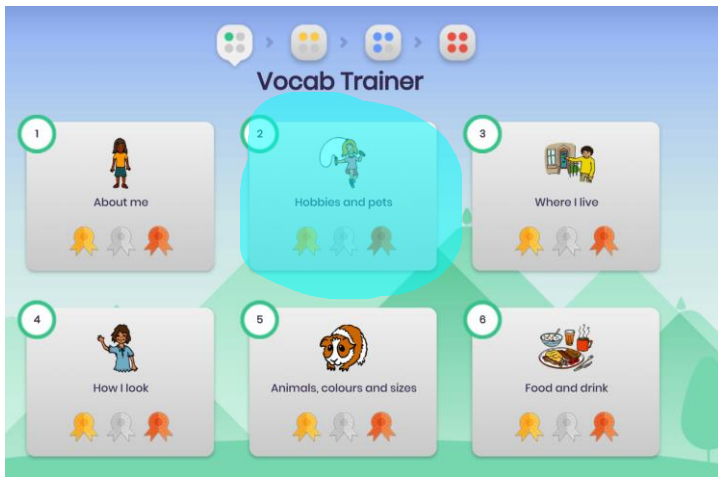 Vocab Trainer
1
About me
2
Hobbies and pets
3
Where I live
4
How I look
5
Animals, colours and sizes
6
Food and drink